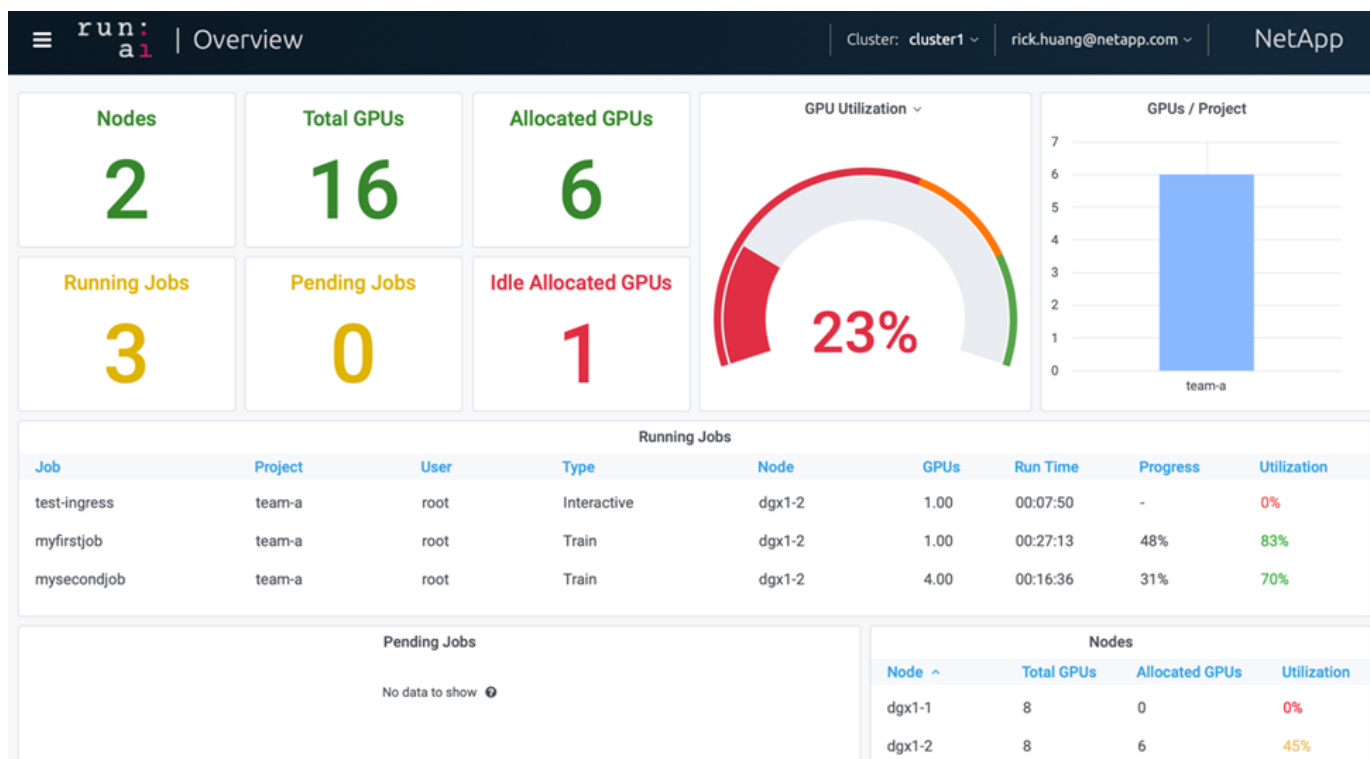 run: ai | Overview Cluster: cluster1 rick.huang@netapp.com NetApp
Nodes Total GPUs Allocated GPUs
2 16 6
Running Jobs Pending Jobs Idle Allocated GPUs
3 0 1
GPU Utilization
23%
GPUs / Project
7
6
5
4
3
2
1
0
team-a
Running Jobs
Job Project User Type Node GPUs Run Time Progress Utilization
test-ingress team-a root Interactive dgx1-2 1.00 00:07:50 - 0%
myfirstjob team-a root Train dgx1-2 1.00 00:27:13 48% 83%
mysecondjob team-a root Train dgx1-2 4.00 00:16:36 31% 70%
Pending Jobs
No data to show ?
Nodes
Node Total GPUs Allocated GPUs Utilization
dgx1-1 8 0 0%
dgx1-2 8 6 45%